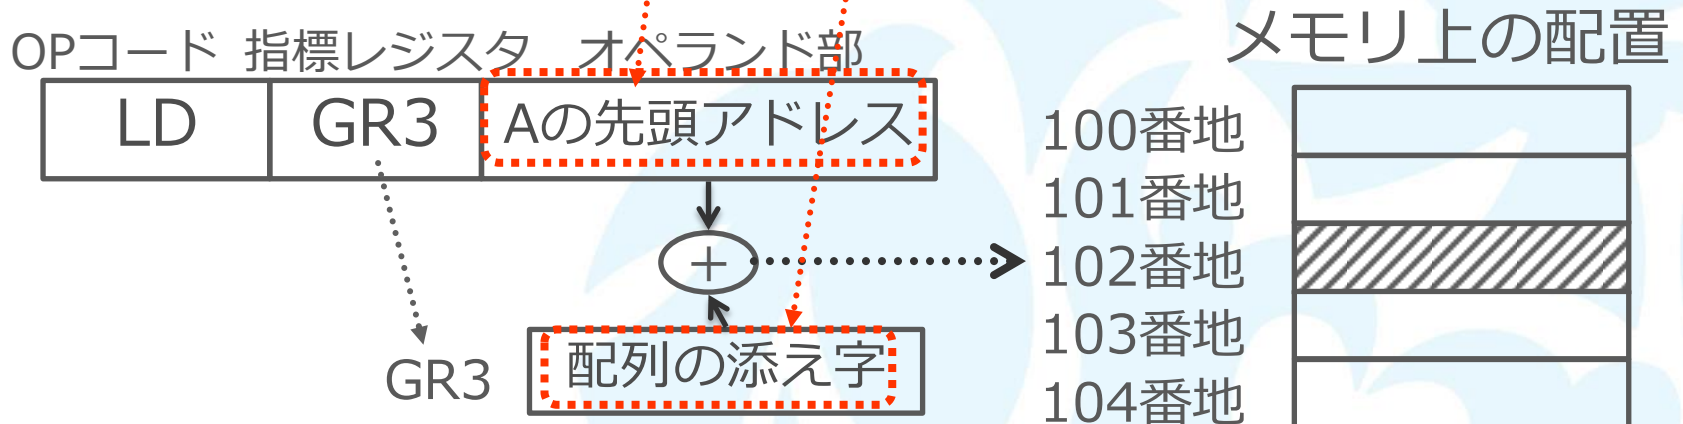 メモリ上の配置
OPコード 指標レジスタ オペランド部
LD GR3 Aの先頭アドレス
100番地
101番地
+
102番地
103番地
配列の添え字
GR3
104番地